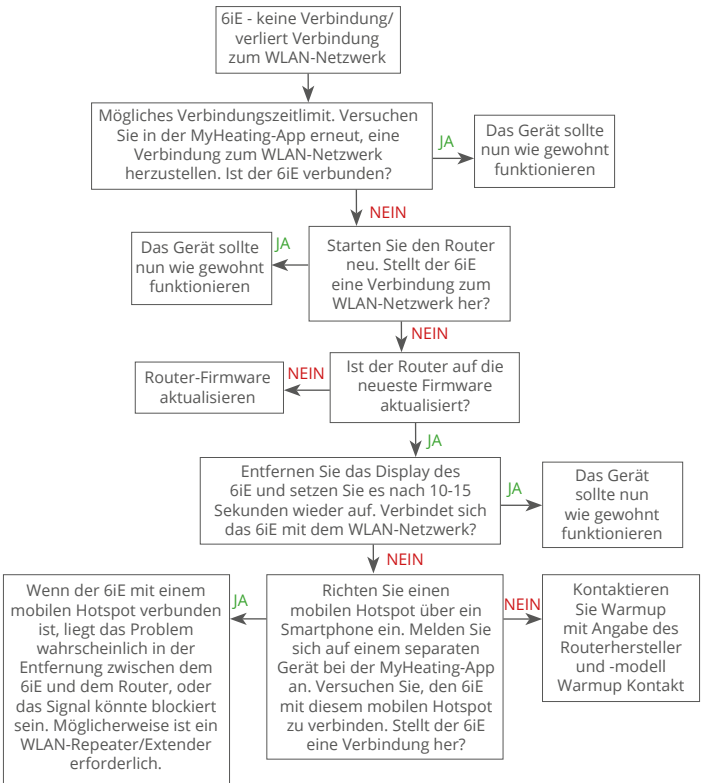 6iE - keine Verbindung/
verliert Verbindung
zum WLAN-Netzwerk
Mögliches Verbindungszeitlimit. Versuchen
Sie in der MyHeating-App erneut, eine
Verbindung zum WLAN-Netzwerk
herzustellen. Ist der 6iE verbunden?
JA
Das Gerät sollte
nun wie gewohnt
funktionieren
NEIN
Starten Sie den Router
neu. Stellt der 6iE
eine Verbindung zum
WLAN-Netzwerk her?
JA
Das Gerät sollte
nun wie gewohnt
funktionieren
NEIN
Ist der Router auf die
neueste Firmware
aktualisiert?
NEIN
Router-Firmware
aktualisieren
JA
Entfernen Sie das Display des
6iE und setzen Sie es nach 10-15
Sekunden wieder auf. Verbindet sich
das 6iE mit dem WLAN-Netzwerk?
JA
Das Gerät
sollte nun
wie gewohnt
funktionieren
NEIN
Richten Sie einen
mobilen Hotspot über ein
Smartphone ein. Melden Sie
sich auf einem separaten
Gerät bei der MyHeating-App
an. Versuchen Sie, den 6iE
mit diesem mobilen Hotspot
zu verbinden. Stellt der 6iE
eine Verbindung her?
JA
Wenn der 6iE mit einem
mobilen Hotspot verbunden
ist, liegt das Problem
wahrscheinlich in der
Entfernung zwischen dem
6iE und dem Router, oder
das Signal könnte blockiert
sein. Möglicherweise ist ein
WLAN-Repeater/Extender
erforderlich.
NEIN
Kontaktieren
Sie Warmup
mit Angabe des
Routerhersteller
und -modell
Warmup Kontakt